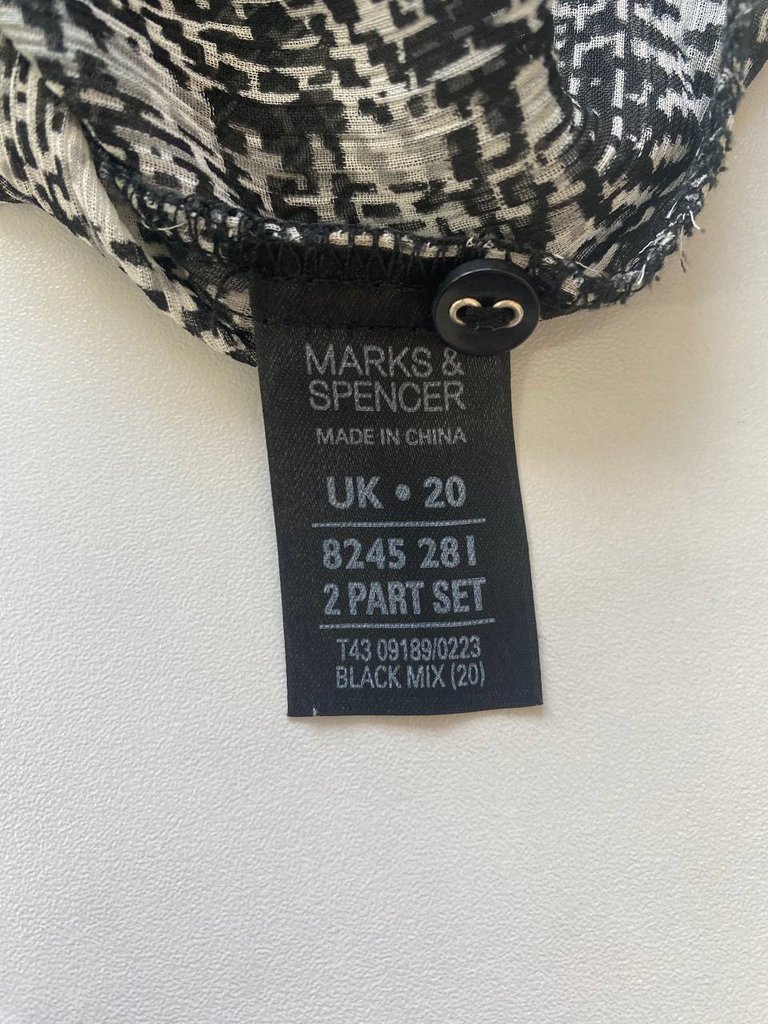 MARKS &
SPENCER
MADE IN CHINA
UK • 20
8245 281
2 PART SET
T43 09189/0223
BLACK MIX (20)